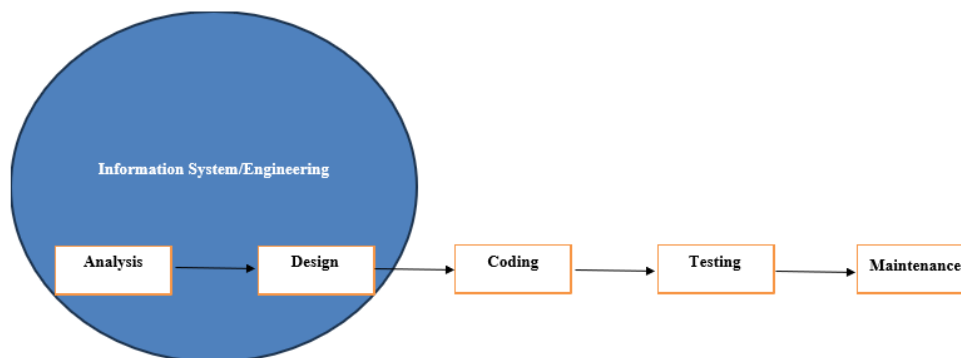 Information System/Engineering
Analysis
Design
Coding
Testing
Maintenance